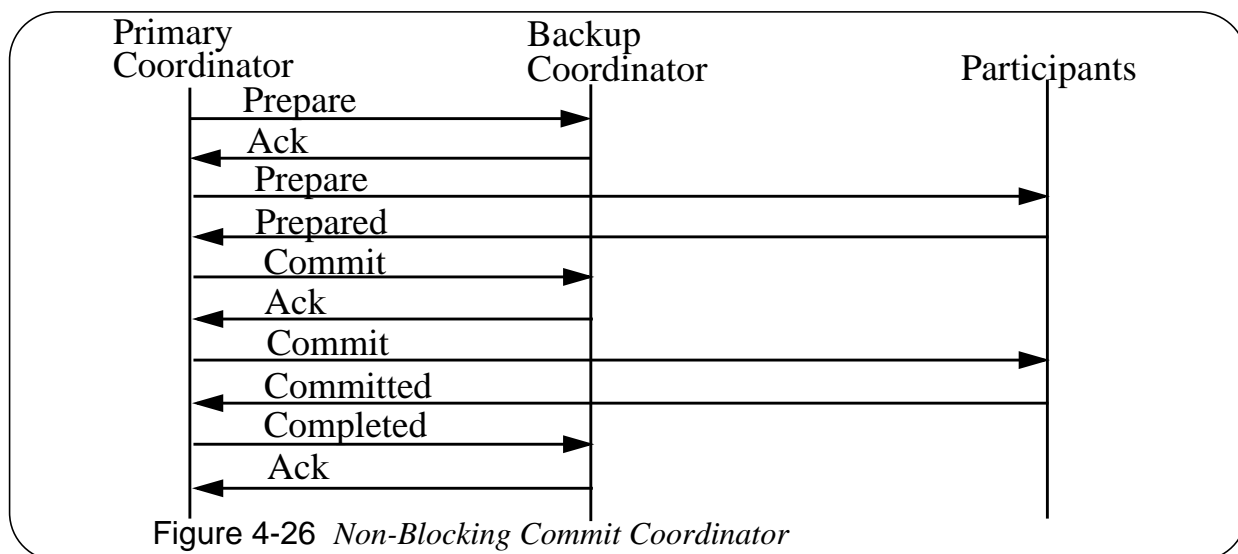 Primary
Coordinator
Backup
Coordinator
Participants
Prepare
Ack
Prepare
Prepared
Commit
Ack
Commit
Committed
Completed
Ack
Figure 4-26 Non-Blocking Commit Coordinator